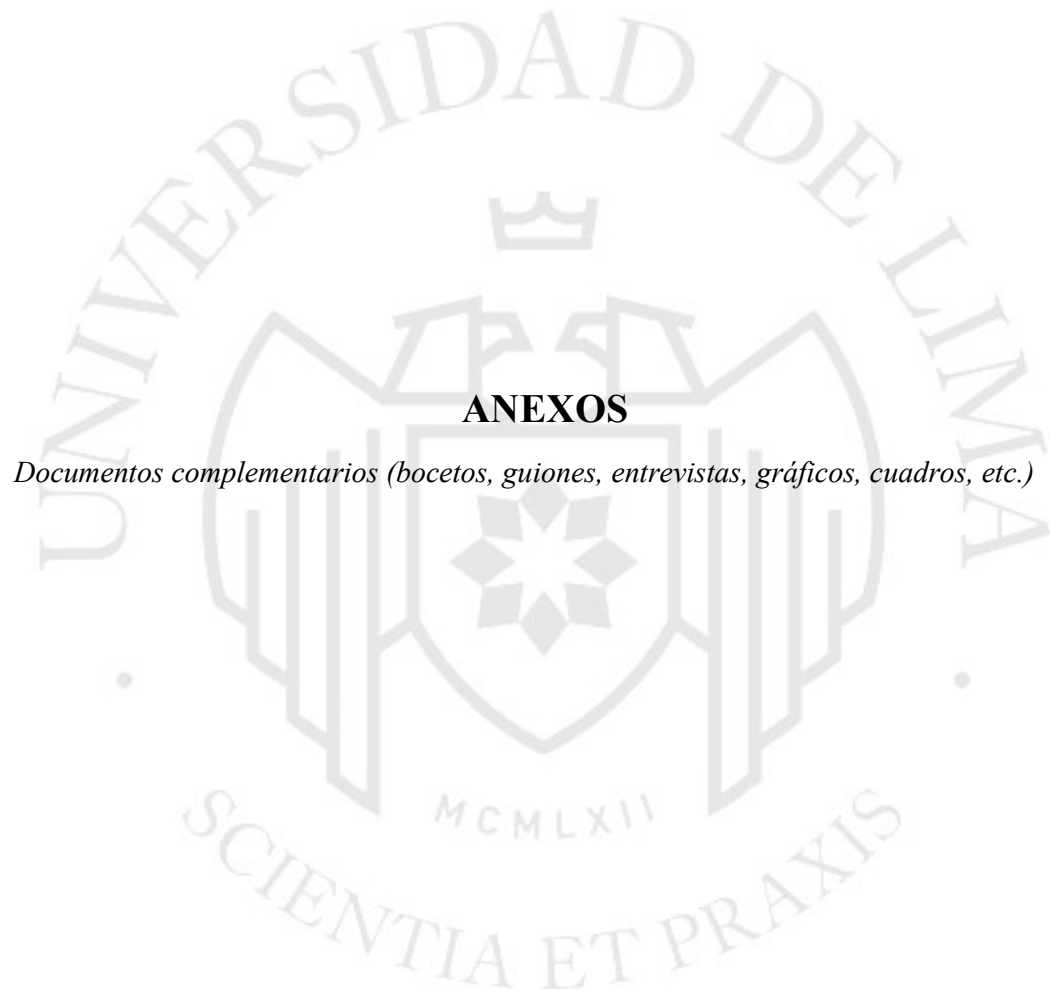 UNIVERSIDAD DE LIMA
ANEXOS
Documentos complementarios (bocetos, guiones, entrevistas, gráficos, cuadros, etc.)
MCMLXII
SCIENTIA ET PRAXIS